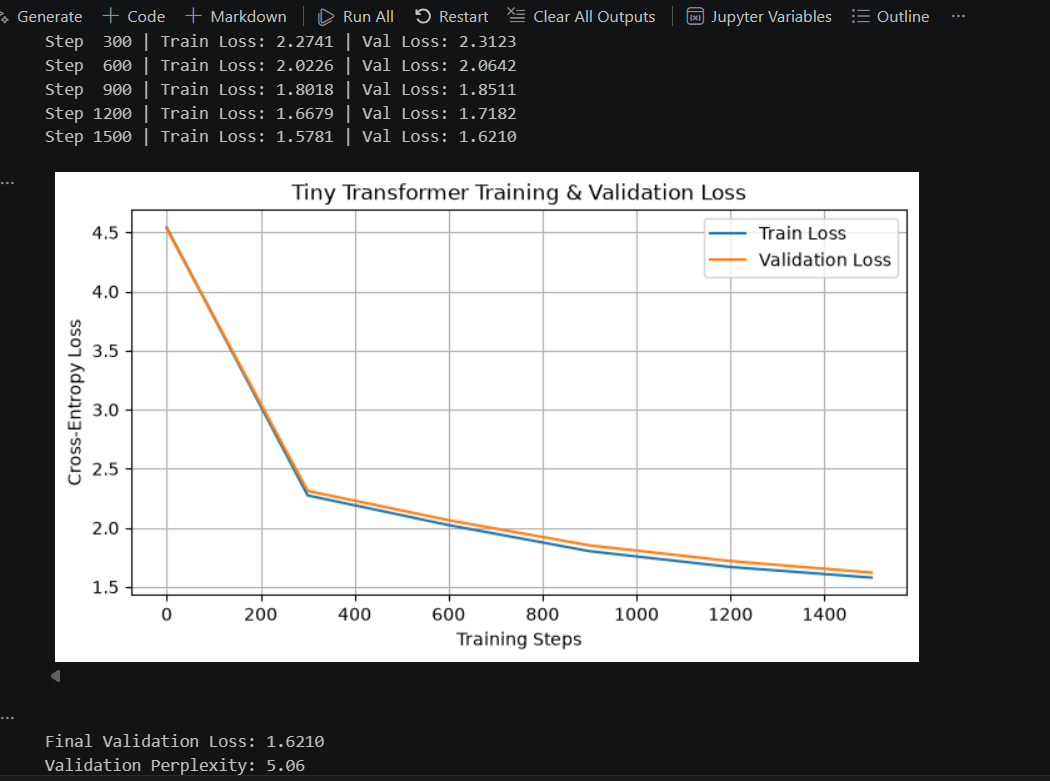 Generate + Code + Markdown Run All Restart Clear All Outputs Jupyter Variables Outline ...
Step  300 | Train Loss: 2.2741 | Val Loss: 2.3123
Step  600 | Train Loss: 2.0226 | Val Loss: 2.0642
Step  900 | Train Loss: 1.8018 | Val Loss: 1.8511
Step 1200 | Train Loss: 1.6679 | Val Loss: 1.7182
Step 1500 | Train Loss: 1.5781 | Val Loss: 1.6210
...
Tiny Transformer Training & Validation Loss
Train Loss
Validation Loss
Cross-Entropy Loss
4.5
4.0
3.5
3.0
2.5
2.0
1.5
0 200 400 600 800 1000 1200 1400
Training Steps
...
Final Validation Loss: 1.6210
Validation Perplexity: 5.06